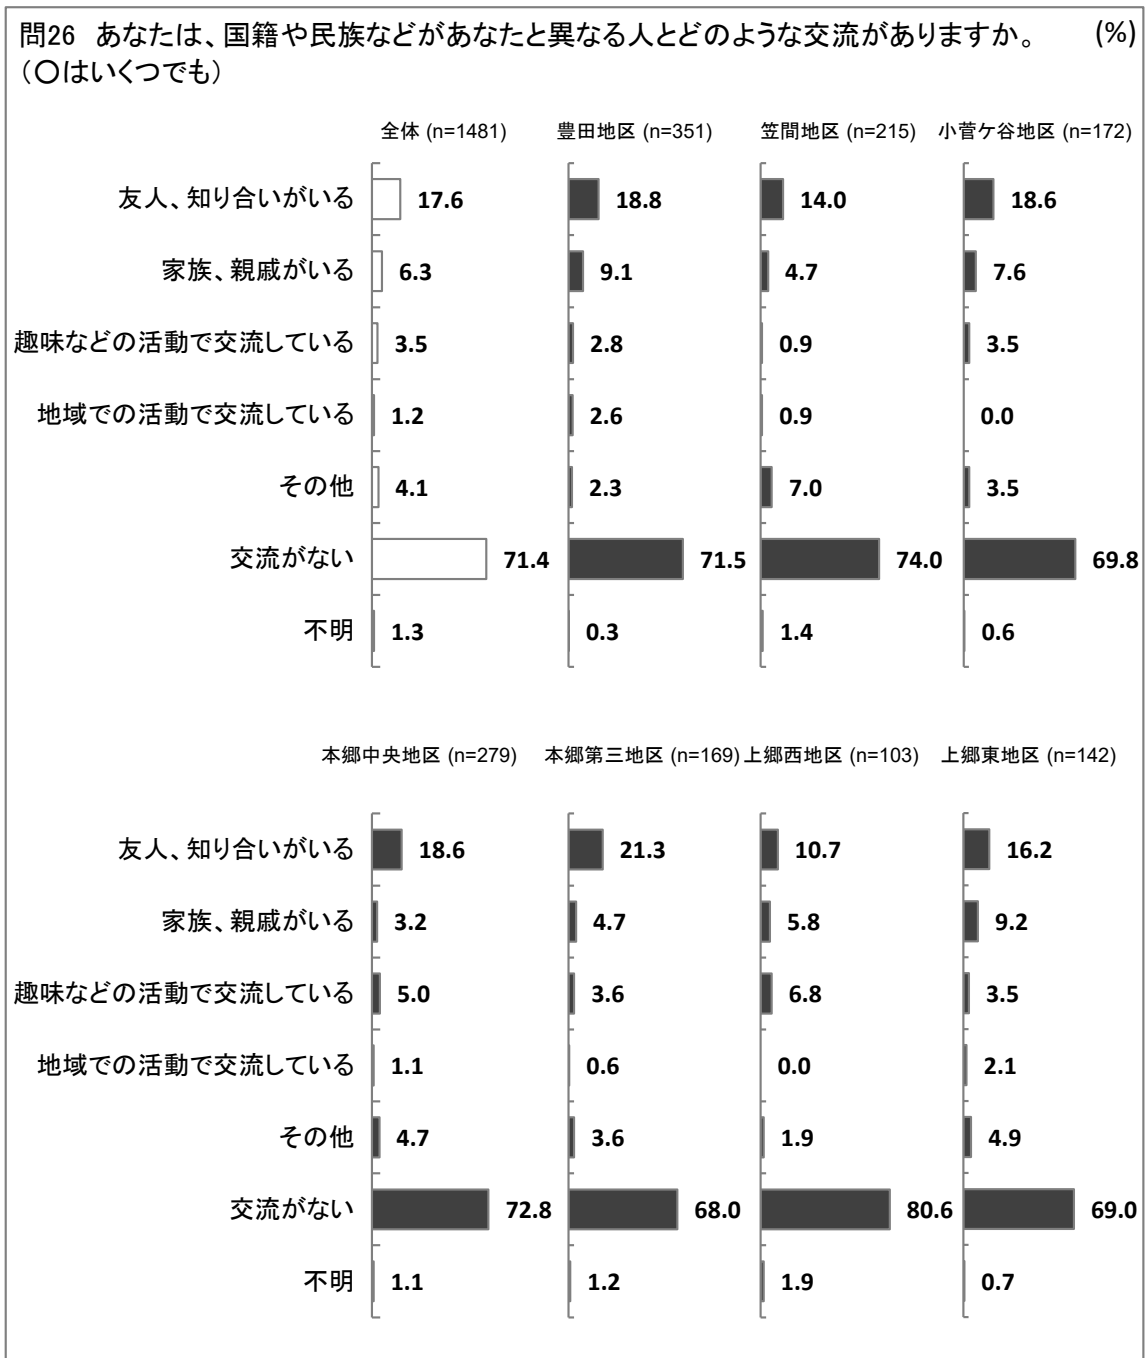 問26　あなたは、国籍や民族などがあなたと異なる人とどのような交流がありますか。　(%)
（○はいくつでも）
全体 (n=1481)　豊田地区 (n=351)　笠間地区 (n=215)　小菅ケ谷地区 (n=172)
友人、知り合いがいる　17.6　18.8　14.0　18.6
家族、親戚がいる　6.3　9.1　4.7　7.6
趣味などの活動で交流している　3.5　2.8　0.9　3.5
地域での活動で交流している　1.2　2.6　0.9　0.0
その他　4.1　2.3　7.0　3.5
交流がない　71.4　71.5　74.0　69.8
不明　1.3　0.3　1.4　0.6
本郷中央地区 (n=279)　本郷第三地区 (n=169)　上郷西地区 (n=103)　上郷東地区 (n=142)
友人、知り合いがいる　18.6　21.3　10.7　16.2
家族、親戚がいる　3.2　4.7　5.8　9.2
趣味などの活動で交流している　5.0　3.6　6.8　3.5
地域での活動で交流している　1.1　0.6　0.0　2.1
その他　4.7　3.6　1.9　4.9
交流がない　72.8　68.0　80.6　69.0
不明　1.1　1.2　1.9　0.7